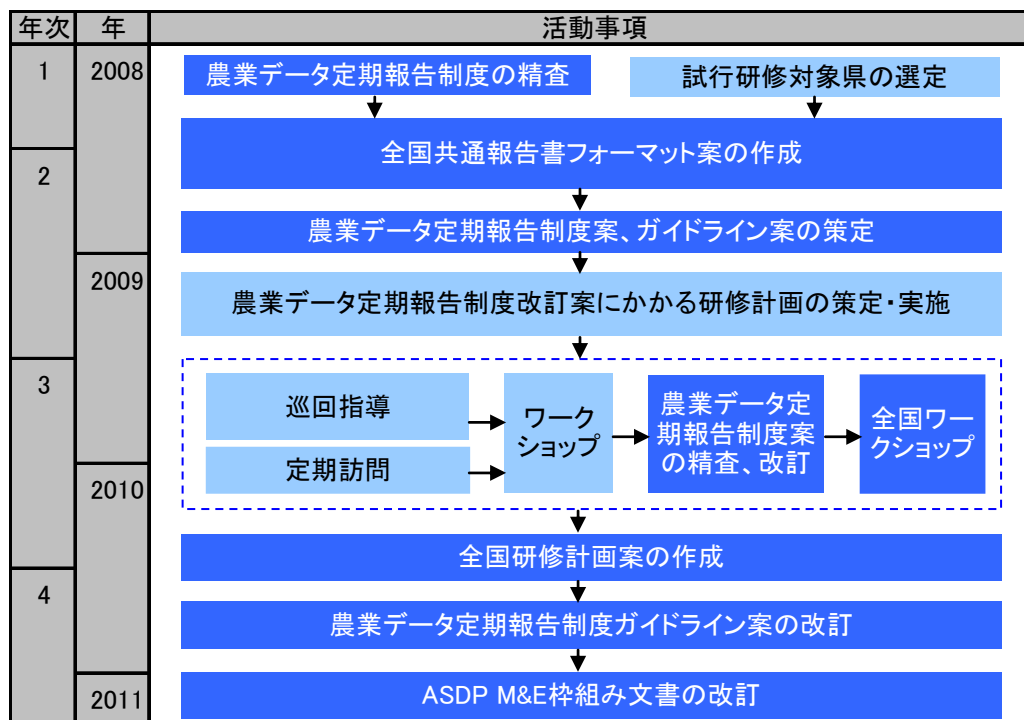 年次 年 活動事項
1 2008 農業データ定期報告制度の精査 試行研修対象県の選定
全国共通報告書フォーマット案の作成
2
農業データ定期報告制度案、ガイドライン案の策定
2009
農業データ定期報告制度改訂案にかかる研修計画の策定・実施
3
巡回指導
定期訪問
ワーク
ショップ
農業データ定
期報告制度案
の精査、改訂
全国ワー
クショップ
2010
全国研修計画案の作成
4
農業データ定期報告制度ガイドライン案の改訂
2011 ASDP M&E枠組み文書の改訂